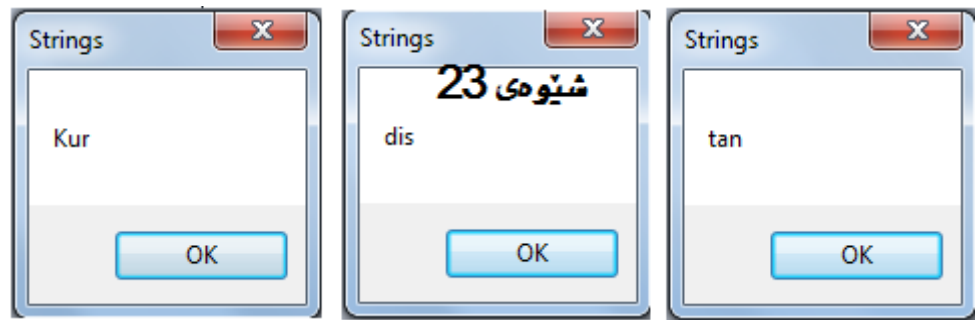 Strings
Kur
OK
Strings
شێوەی 23
dis
OK
Strings
tan
OK